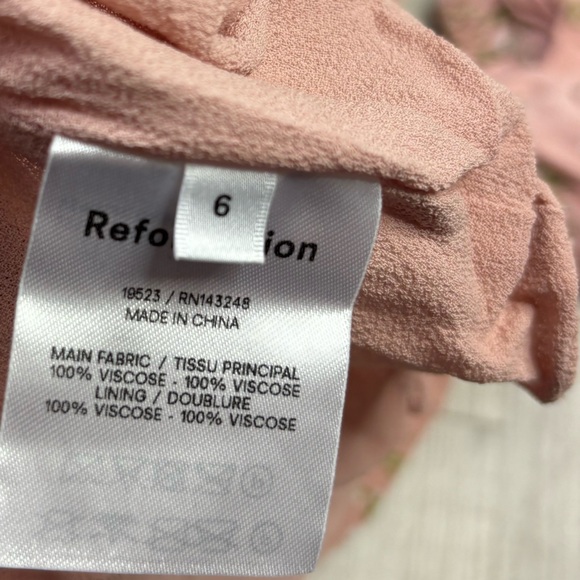 6
Refo ion
19523 / RN143248
MADE IN CHINA
MAIN FABRIC / TISSU PRINCIPAL
100% VISCOSE - 100% VISCOSE
LINING / DOUBLURE
100% VISCOSE - 100% VISCOSE